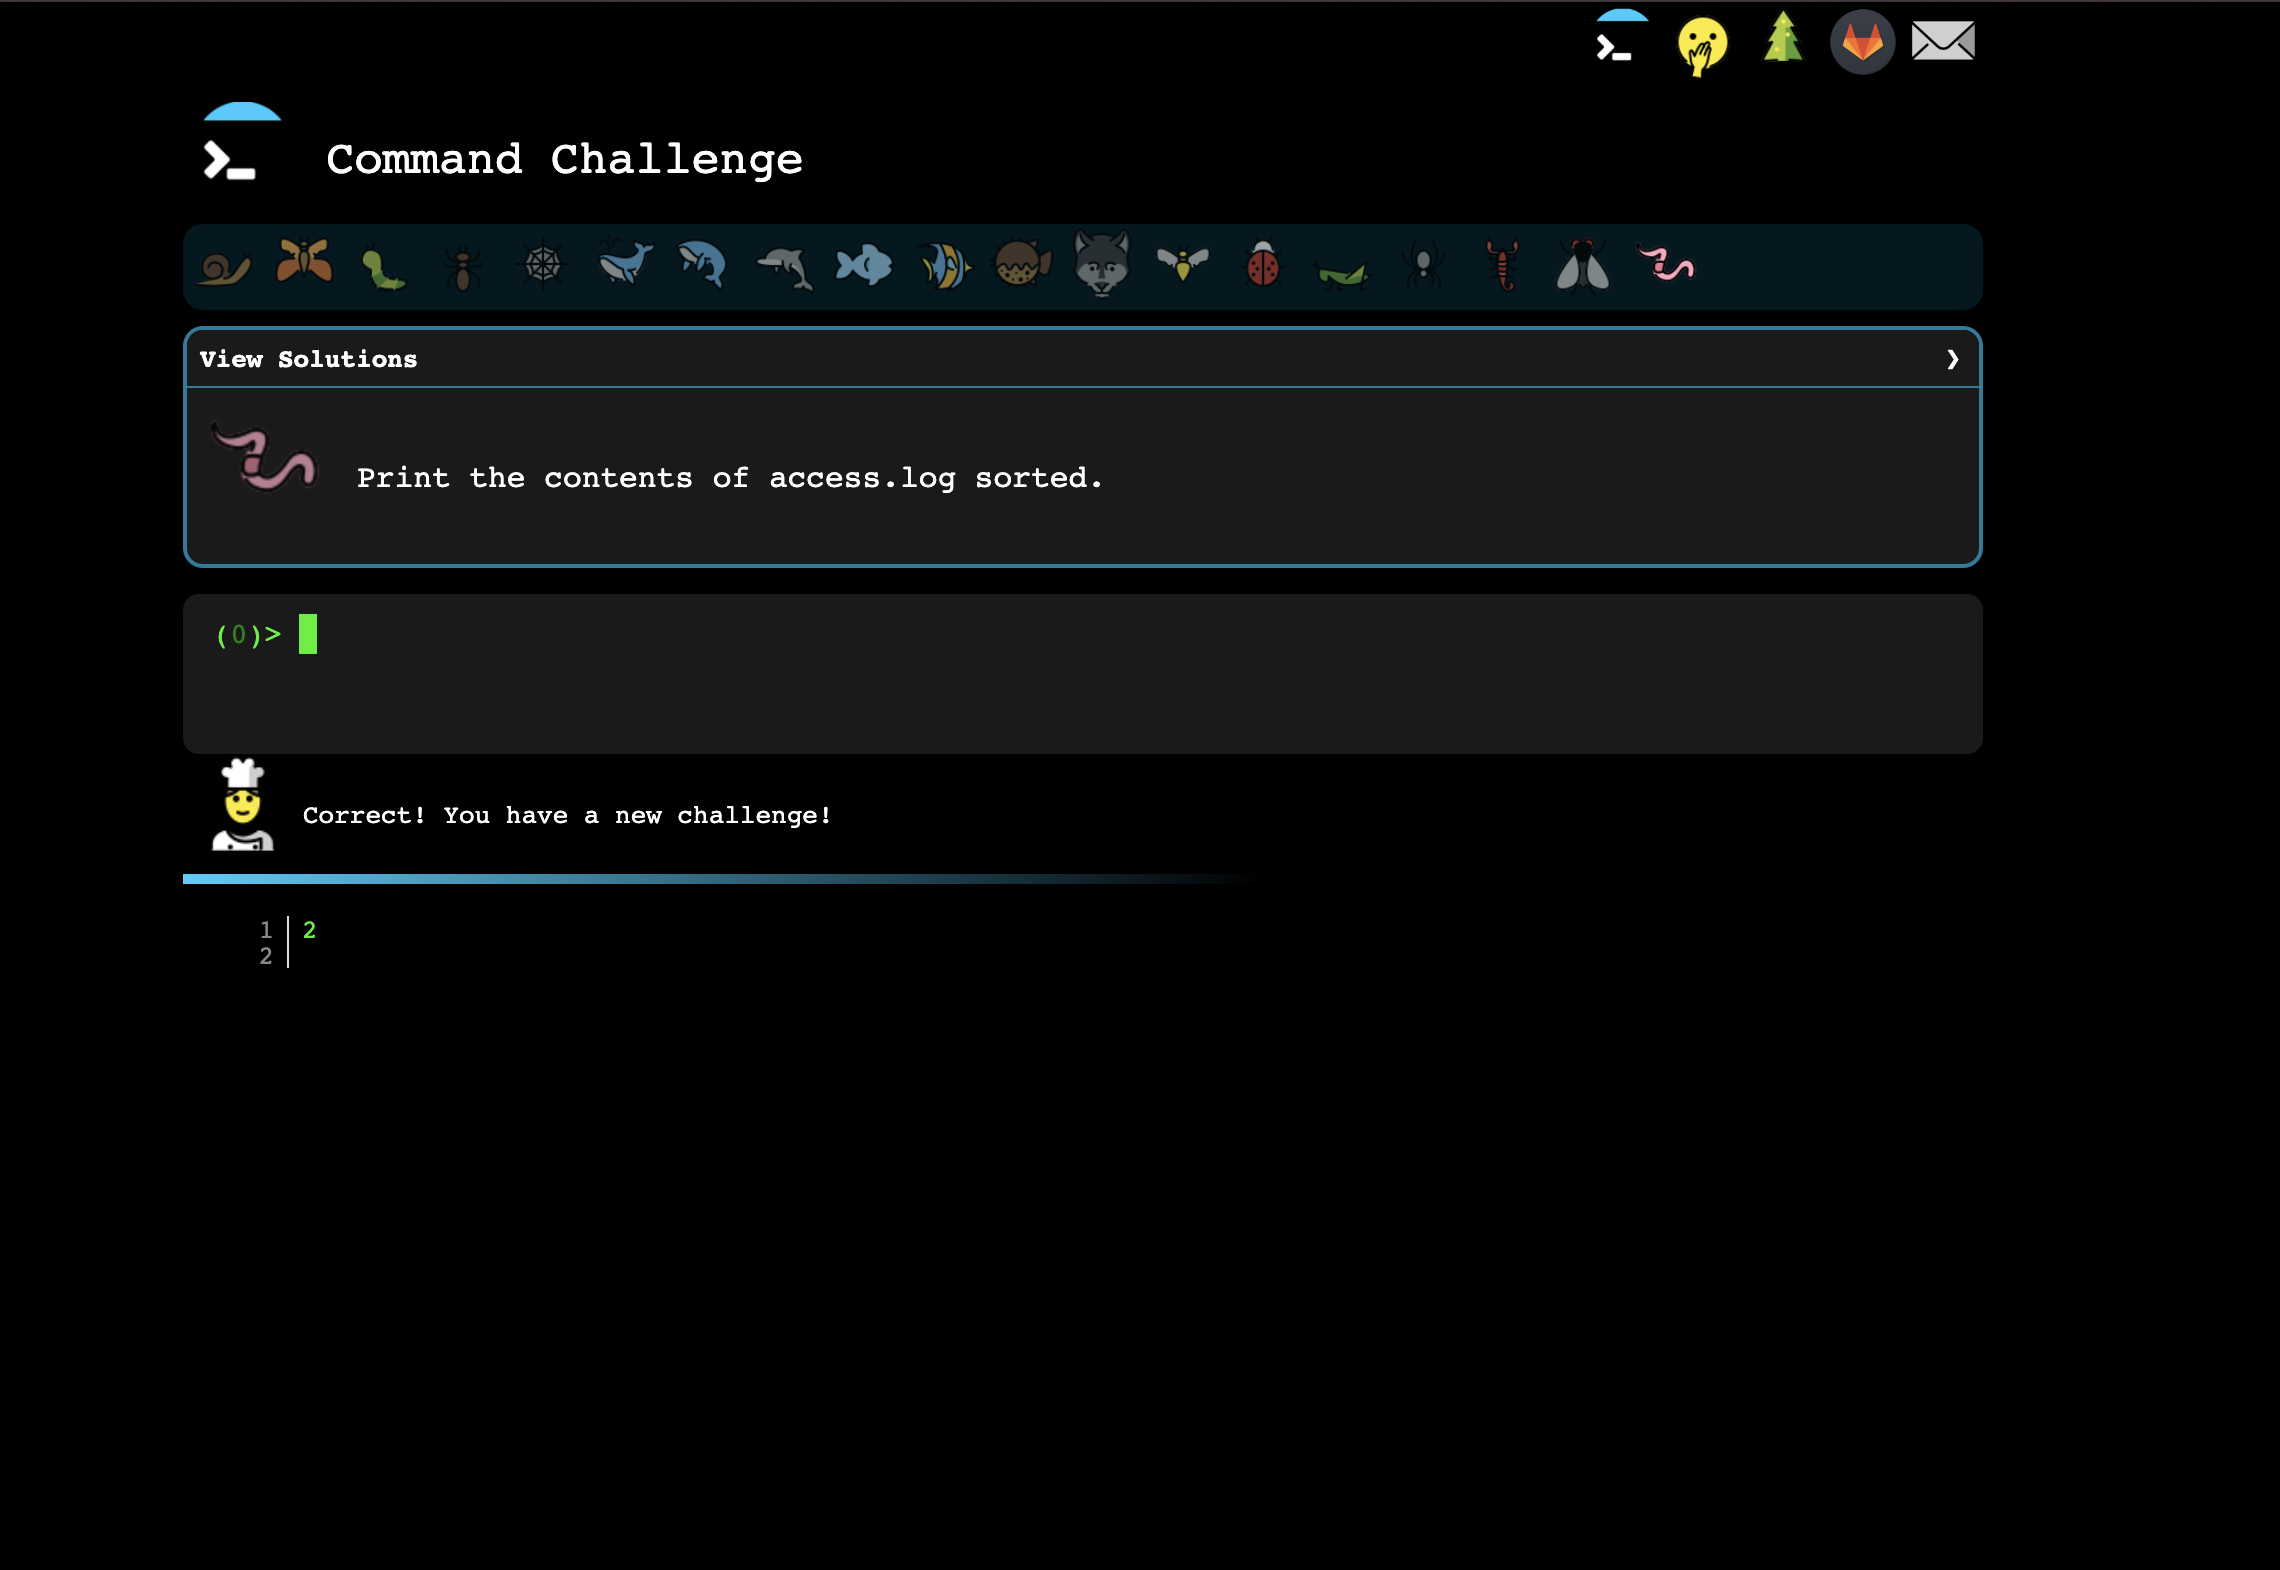 Command Challenge
View Solutions
Print the contents of access.log sorted.
(0)>
Correct! You have a new challenge!
1 2
2